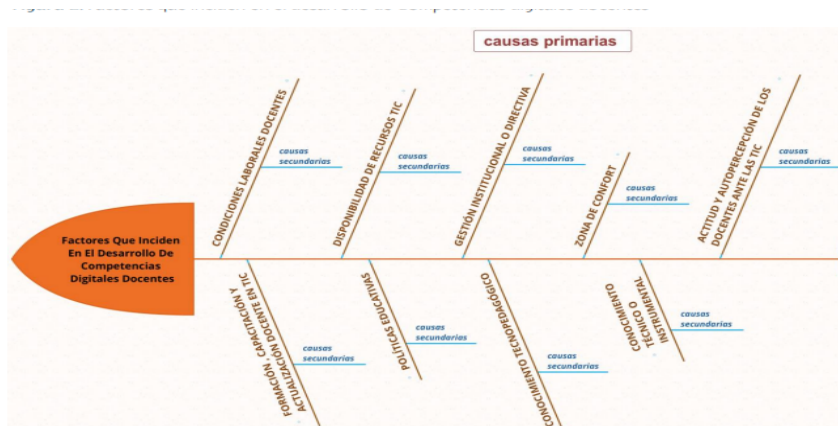 causas primarias
CONDICIONES LABORALES DOCENTES
causas
secundarias
DISPONIBILIDAD DE RECURSOS TIC
causas
secundarias
GESTIÓN INSTITUCIONAL O DIRECTIVA
causas
secundarias
ZONA DE CONFORT
causas
secundarias
ACTITUD Y AUTOPERCEPCIÓN DE LOS
DOCENTES ANTE LAS TIC
causas
secundarias
Factores Que Inciden
En El Desarrollo De
Competencias
Digitales Docentes
FORMACIÓN, CAPACITACIÓN Y
ACTUALIZACIÓN DOCENTE EN TIC
causas
secundarias
POLÍTICAS EDUCATIVAS
causas
secundarias
CONOCIMIENTO TECNOPEDAGÓGICO
causas
secundarias
CONOCIMIENTO
TÉCNICO O
INSTRUMENTAL
causas
secundarias